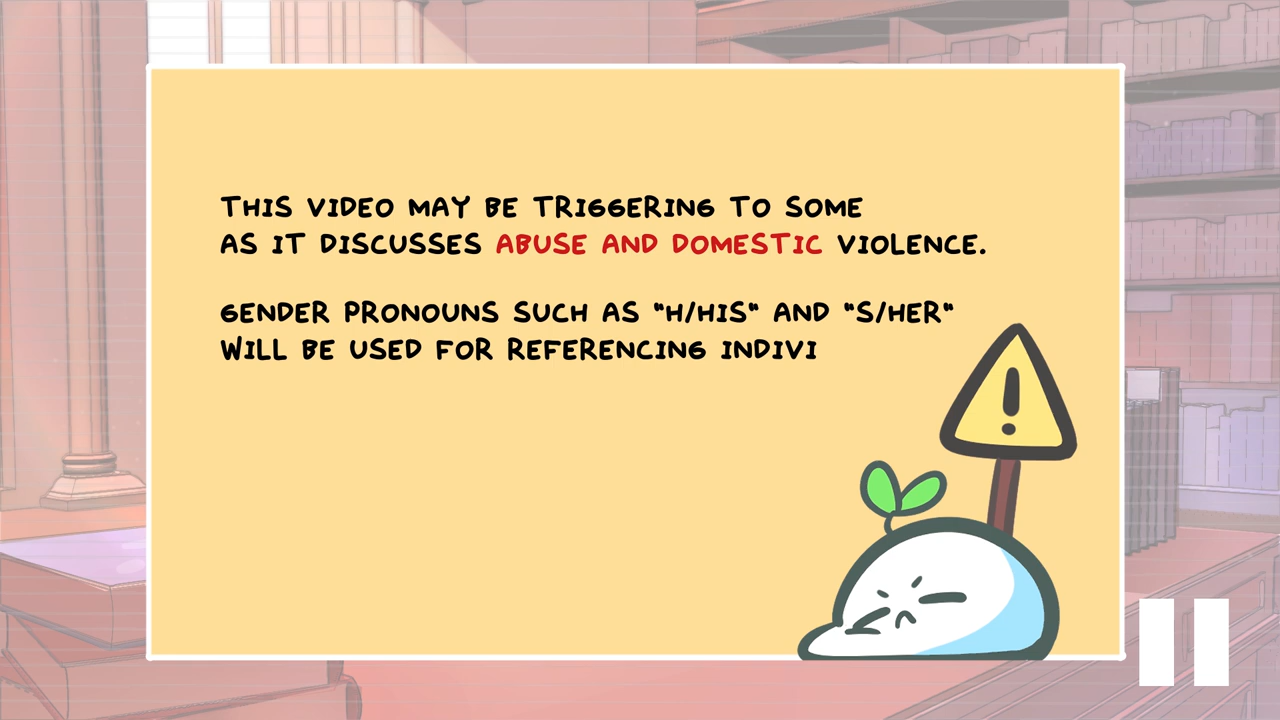 THIS VIDEO MAY BE TRIGGERING TO SOME
AS IT DISCUSSES ABUSE AND DOMESTIC VIOLENCE.
GENDER PRONOUNS SUCH AS "H/HIS" AND "S/HER"
WILL BE USED FOR REFERENCING INDIVI